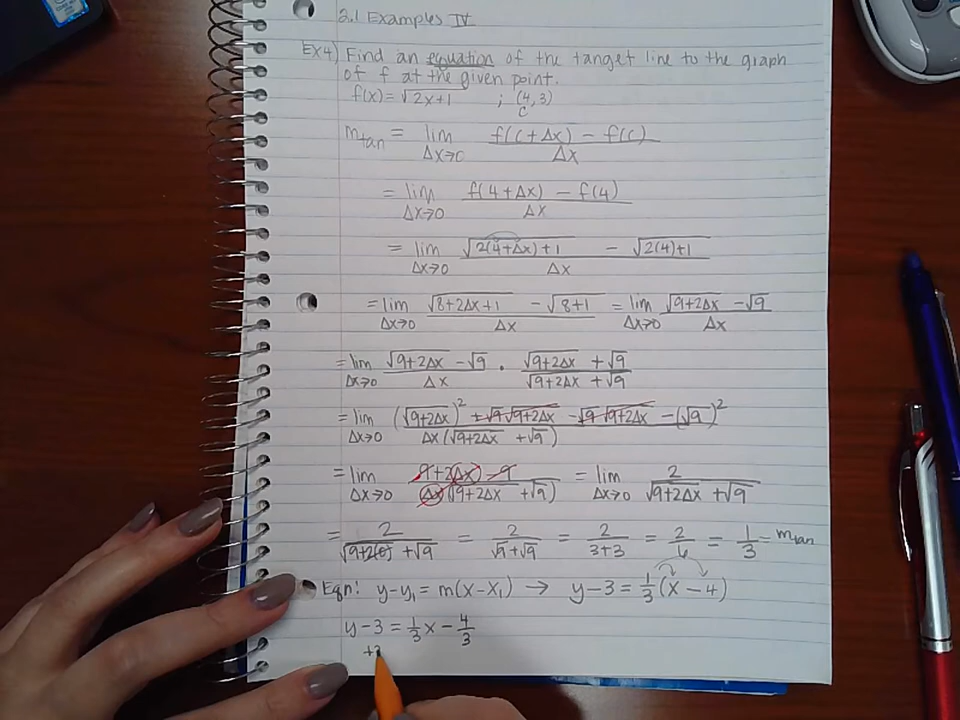 2.1 Examples IV
Ex4) Find an equation of the tanget line to the graph
of f at the given point.
f(x) = √2x+1 ; (4, 3)
c
m_tan = lim Δx→0 f(c + Δx) − f(c) / Δx
= lim Δx→0 f(4+Δx) − f(4) / Δx
= lim Δx→0 √2(4+Δx)+1 − √2(4)+1 / Δx
= lim Δx→0 √8+2Δx+1 − √8+1 / Δx = lim Δx→0 √9+2Δx − √9 / Δx
= lim Δx→0 √9+2Δx − √9 / Δx · √9+2Δx + √9 / √9+2Δx + √9
= lim Δx→0 (√9+2Δx)² + √9 √9+2Δx − √9 √9+2Δx − (√9)² / Δx(√9+2Δx + √9)
= lim Δx→0 9+2(Δx) − 9 / Δx(√9+2Δx + √9) = lim Δx→0 2 / √9+2Δx + √9
= 2 / √9+2(0) + √9 = 2 / √9 + √9 = 2 / 3+3 = 2/6 = 1/3 = m_tan
Eqn: y−y₁ = m(x−x₁) → y−3 = 1/3 (x−4)
y−3 = 1/3 x − 4/3
+3